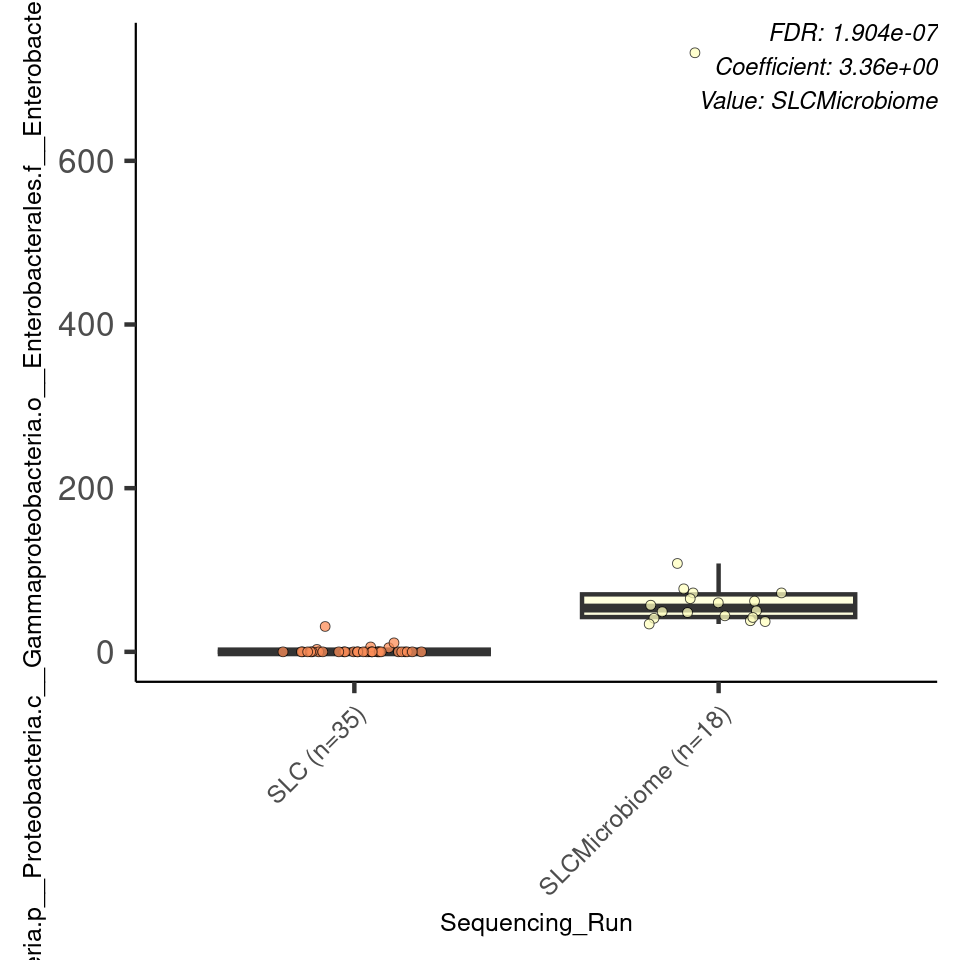 FDR: 1.904e-07
Coefficient: 3.36e+00
Value: SLCMicrobiome
eria.p__Proteobacteria.c__Gammaproteobacteria.o__Enterobacterales.f__Enterobacte
600
400
200
0
SLC (n=35)
SLCMicrobiome (n=18)
Sequencing_Run